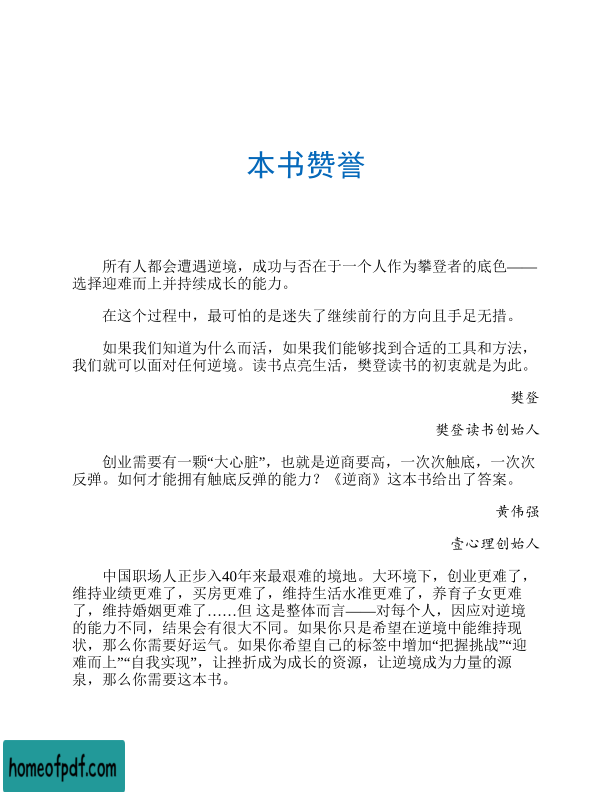 本书赞誉
所有人都会遭遇逆境，成功与否在于一个人作为攀登者的底色——
选择迎难而上并持续成长的能力。
在这个过程中，最可怕的是迷失了继续前行的方向且手足无措。
如果我们知道为什么而活，如果我们能够找到合适的工具和方法，
我们就可以面对任何逆境。读书点亮生活，樊登读书的初衷就是为此。
樊登
樊登读书创始人
创业需要有一颗“大心脏”，也就是逆商要高，一次次触底，一次次
反弹。如何才能拥有触底反弹的能力？《逆商》这本书给出了答案。
黄伟强
壹心理创始人
中国职场人正步入40年来最艰难的境地。大环境下，创业更难了，
维持业绩更难了，买房更难了，维持生活水准更难了，养育子女更难
了，维持婚姻更难了……但 这是整体而言——对每个人，因应对逆境
的能力不同，结果会有很大不同。如果你只是希望在逆境中能维持现
状，那么你需要好运气。如果你希望自己的标签中增加“把握挑战”“迎
难而上”“自我实现”，让挫折成为成长的资源，让逆境成为力量的源
泉，那么你需要这本书。
homeofpdf.com